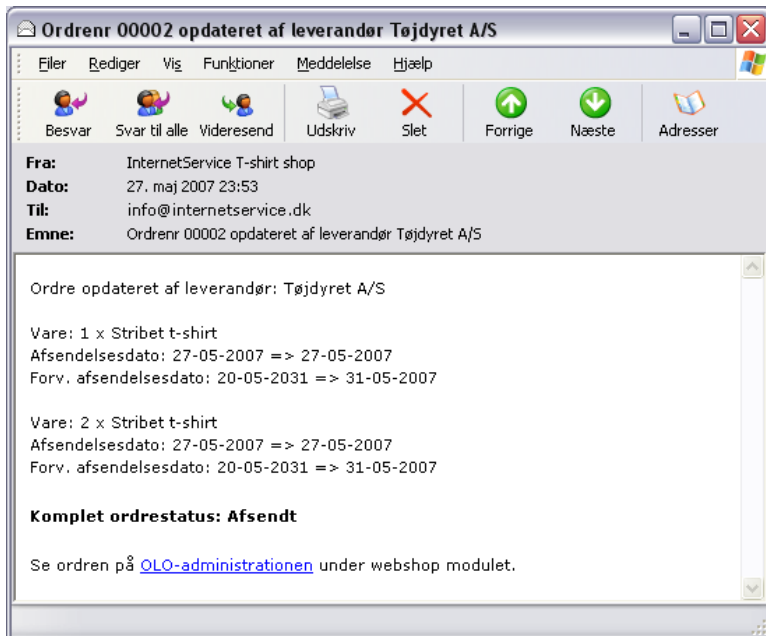 Ordrenr 00002 opdateret af leverandør Tøjdyret A/S
Filer Rediger Vis Funktioner Meddelelse Hjælp
Besvar Svar til alle Videresend Udskriv Slet Forrige Næste Adresser
Fra: InternetService T-shirt shop
Dato: 27. maj 2007 23:53
Til: info@internetservice.dk
Emne: Ordrenr 00002 opdateret af leverandør Tøjdyret A/S
Ordre opdateret af leverandør: Tøjdyret A/S
Vare: 1 x Stribet t-shirt
Afsendelsesdato: 27-05-2007 => 27-05-2007
Forv. afsendelsesdato: 20-05-2031 => 31-05-2007
Vare: 2 x Stribet t-shirt
Afsendelsesdato: 27-05-2007 => 27-05-2007
Forv. afsendelsesdato: 20-05-2031 => 31-05-2007
Komplet ordrestatus: Afsendt
Se ordren på OLO-administrationen under webshop modulet.